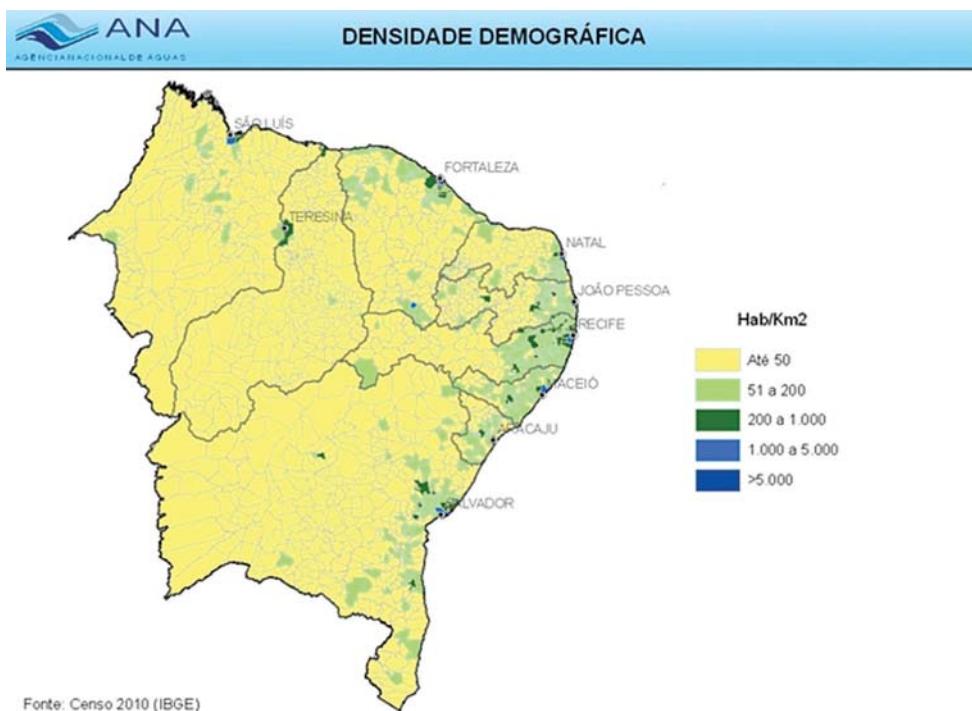 ANA
AGÊNCIA NACIONAL DE ÁGUAS
DENSIDADE DEMOGRÁFICA
SÃO LUÍS
FORTALEZA
TERESINA
NATAL
JOÃO PESSOA
RECIFE
MACEIÓ
ARACAJU
SALVADOR
Hab/Km2
Até 50
51 a 200
200 a 1.000
1.000 a 5.000
>5.000
Fonte: Censo 2010 (IBGE)